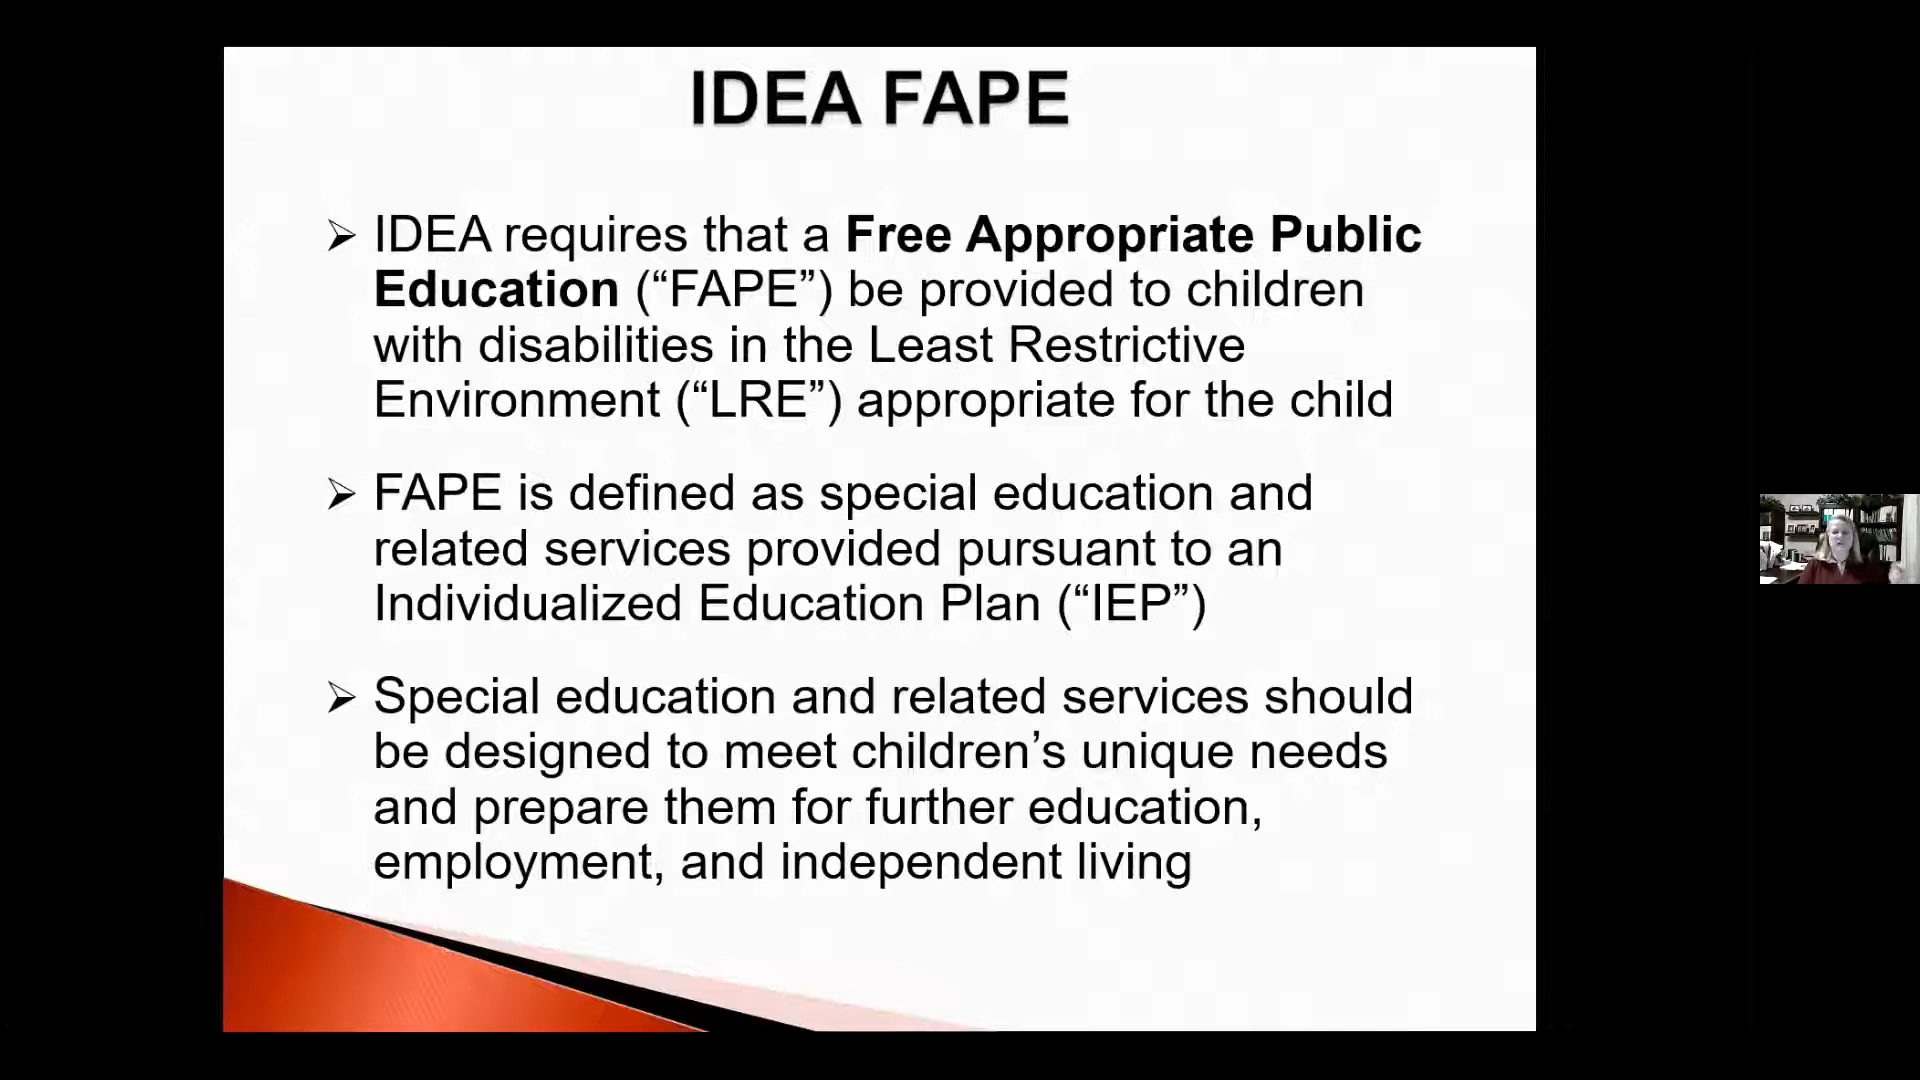 IDEA FAPE
➢ IDEA requires that a Free Appropriate Public
Education (“FAPE”) be provided to children
with disabilities in the Least Restrictive
Environment (“LRE”) appropriate for the child
➢ FAPE is defined as special education and
related services provided pursuant to an
Individualized Education Plan (“IEP”)
➢ Special education and related services should
be designed to meet children’s unique needs
and prepare them for further education,
employment, and independent living